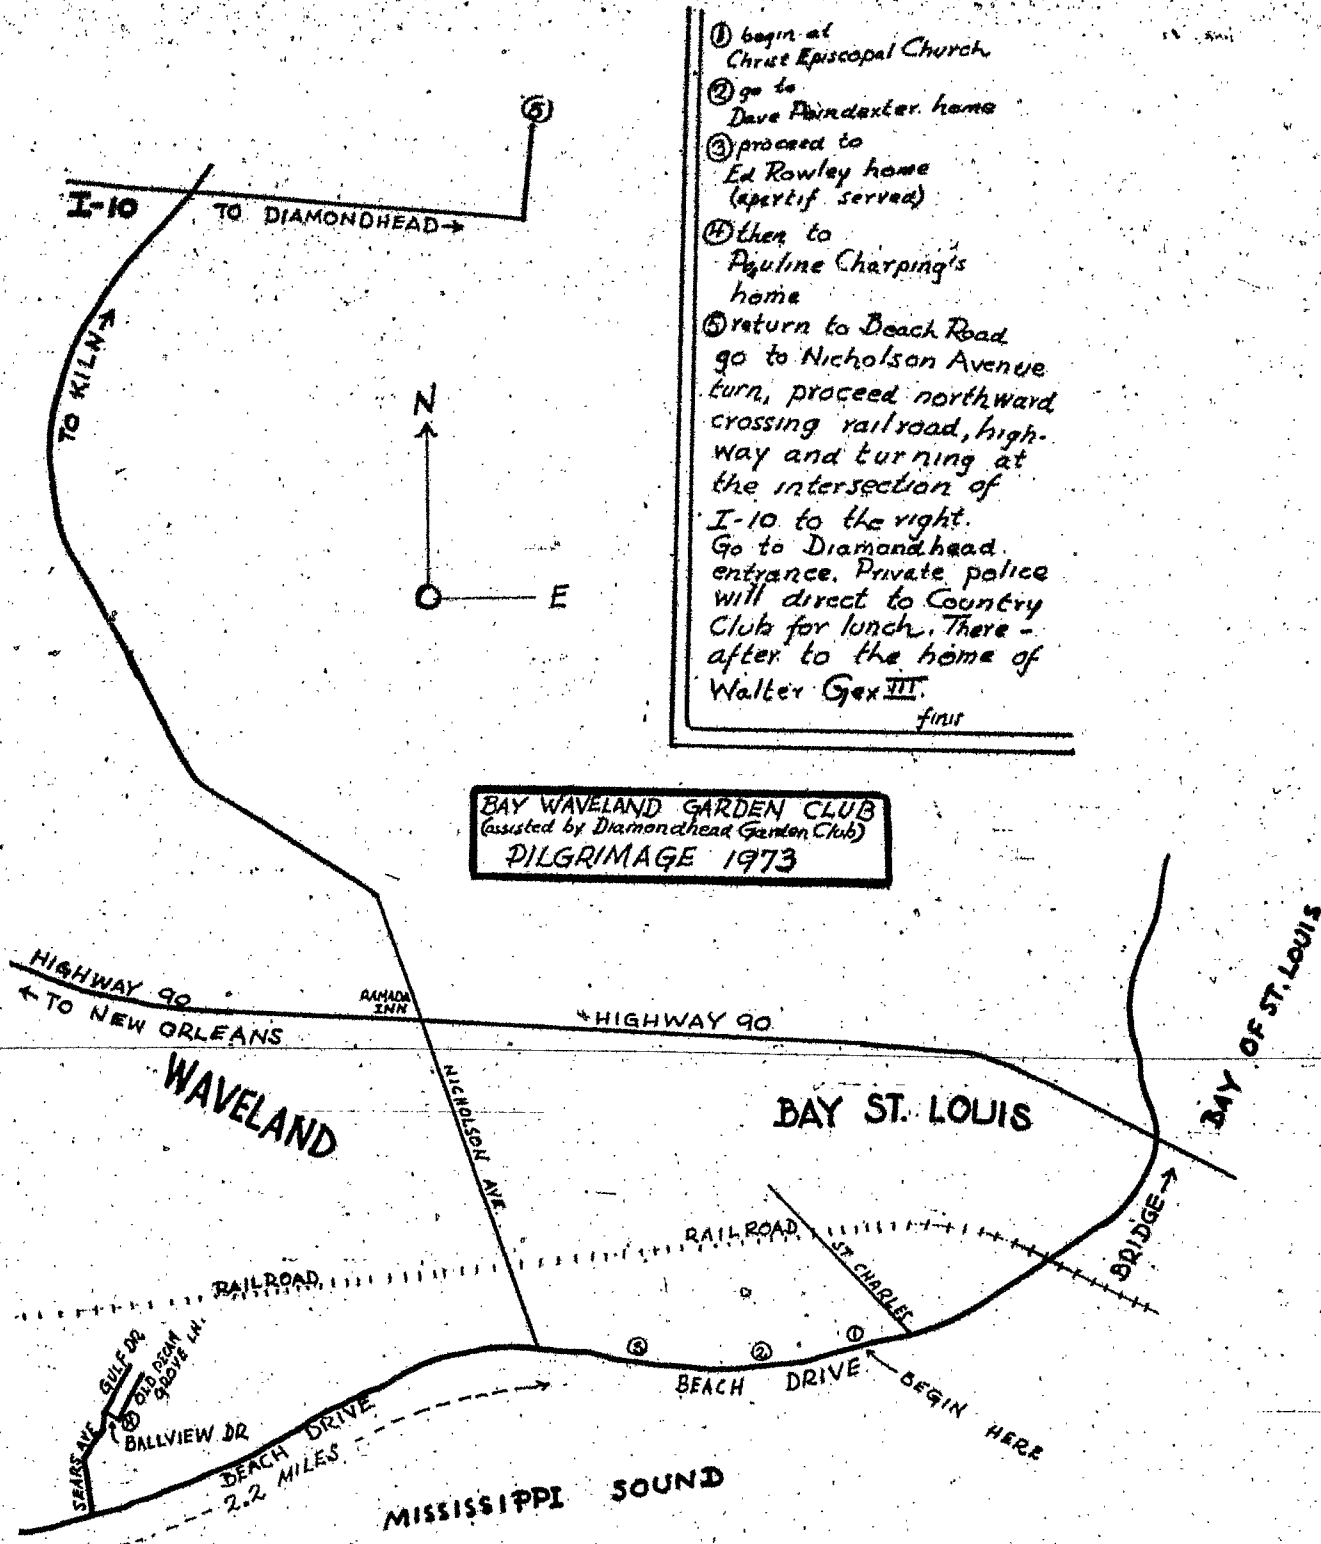 ① begin at
Christ Episcopal Church
② go to
Dave Poindexter home
③ proceed to
Ed Rowley home
(apertif served)
④ then to
Pauline Charping's
home
⑤ return to Beach Road
go to Nicholson Avenue
turn, proceed northward
crossing railroad, high-
way and turning at
the intersection of
I-10 to the right.
Go to Diamondhead
entrance. Private police
will direct to Country
Club for lunch. There-
after to the home of
Walter Gex III.
finis
⑤
I-10
TO DIAMONDHEAD→
TO KILN→
N
E
BAY WAVELAND GARDEN CLUB
(assisted by Diamondhead Garden Club)
PILGRIMAGE 1973
HIGHWAY 90
← TO NEW ORLEANS
RAMADA
INN
HIGHWAY 90
BAY OF ST. LOUIS
WAVELAND
NICHOLSON AVE.
BAY ST. LOUIS
BRIDGE→
RAILROAD
RAILROAD
ST. CHARLES
GULF DR
OLD PECAN
GROVE LN.
④
BALLVIEW DR
SEARS AVE
③
②
①
BEACH DRIVE
BEGIN HERE
BEACH DRIVE
2.2 MILES
MISSISSIPPI SOUND